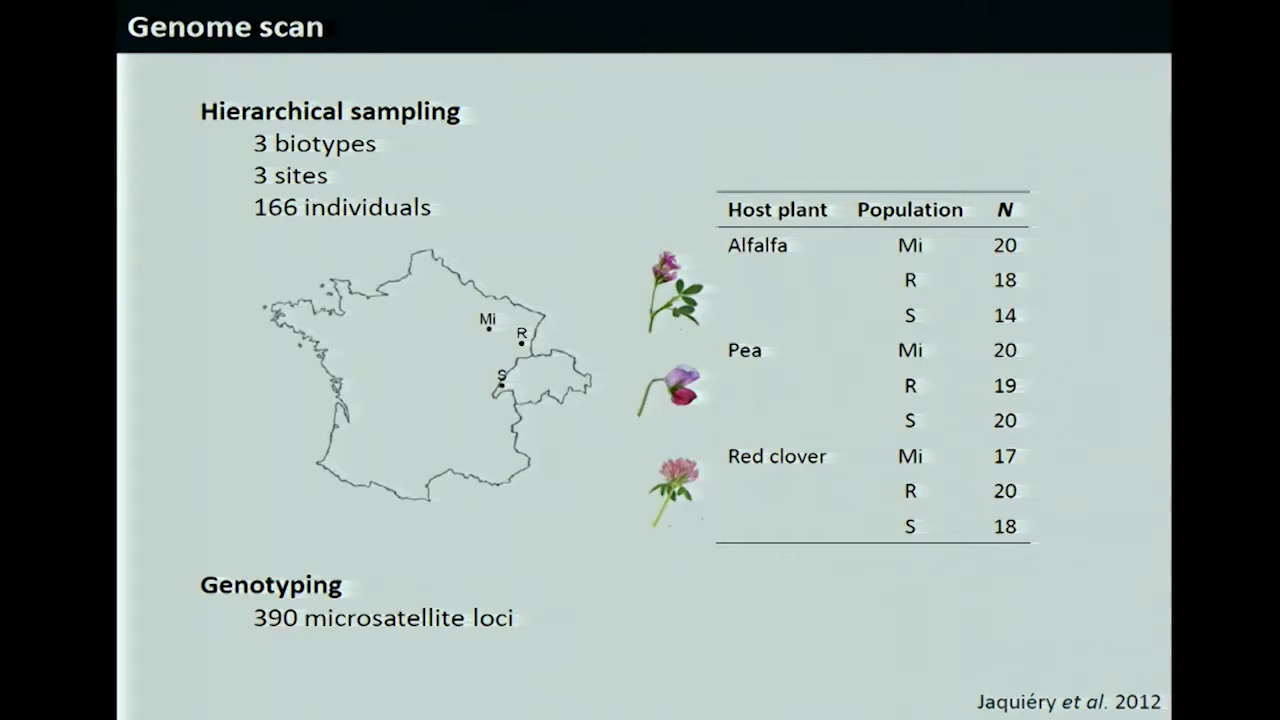 Genome scan
Hierarchical sampling
3 biotypes
3 sites
166 individuals
Mi
R
S
Host plant Population N
Alfalfa Mi 20
R 18
S 14
Pea Mi 20
R 19
S 20
Red clover Mi 17
R 20
S 18
Genotyping
390 microsatellite loci
Jaquiéry et al. 2012